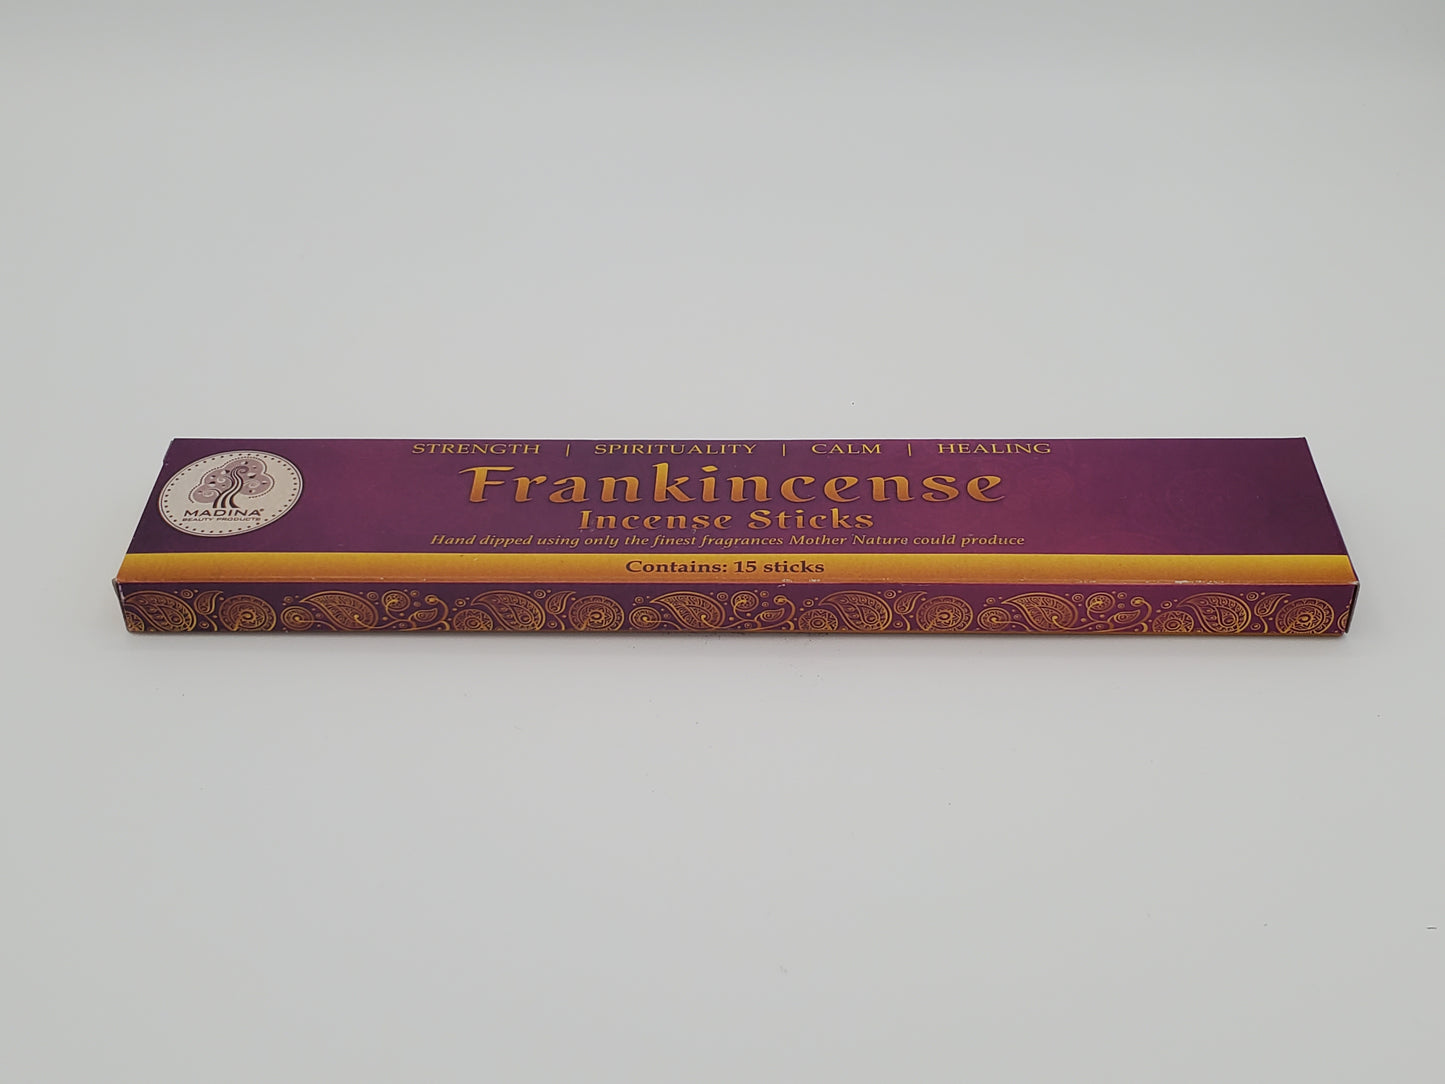 STRENGTH | SPIRITUALITY | CALM | HEALING
Frankincense
Incense Sticks
Hand dipped using only the finest fragrances Mother Nature could produce
MADINA®
BEAUTY PRODUCTS
Contains: 15 sticks